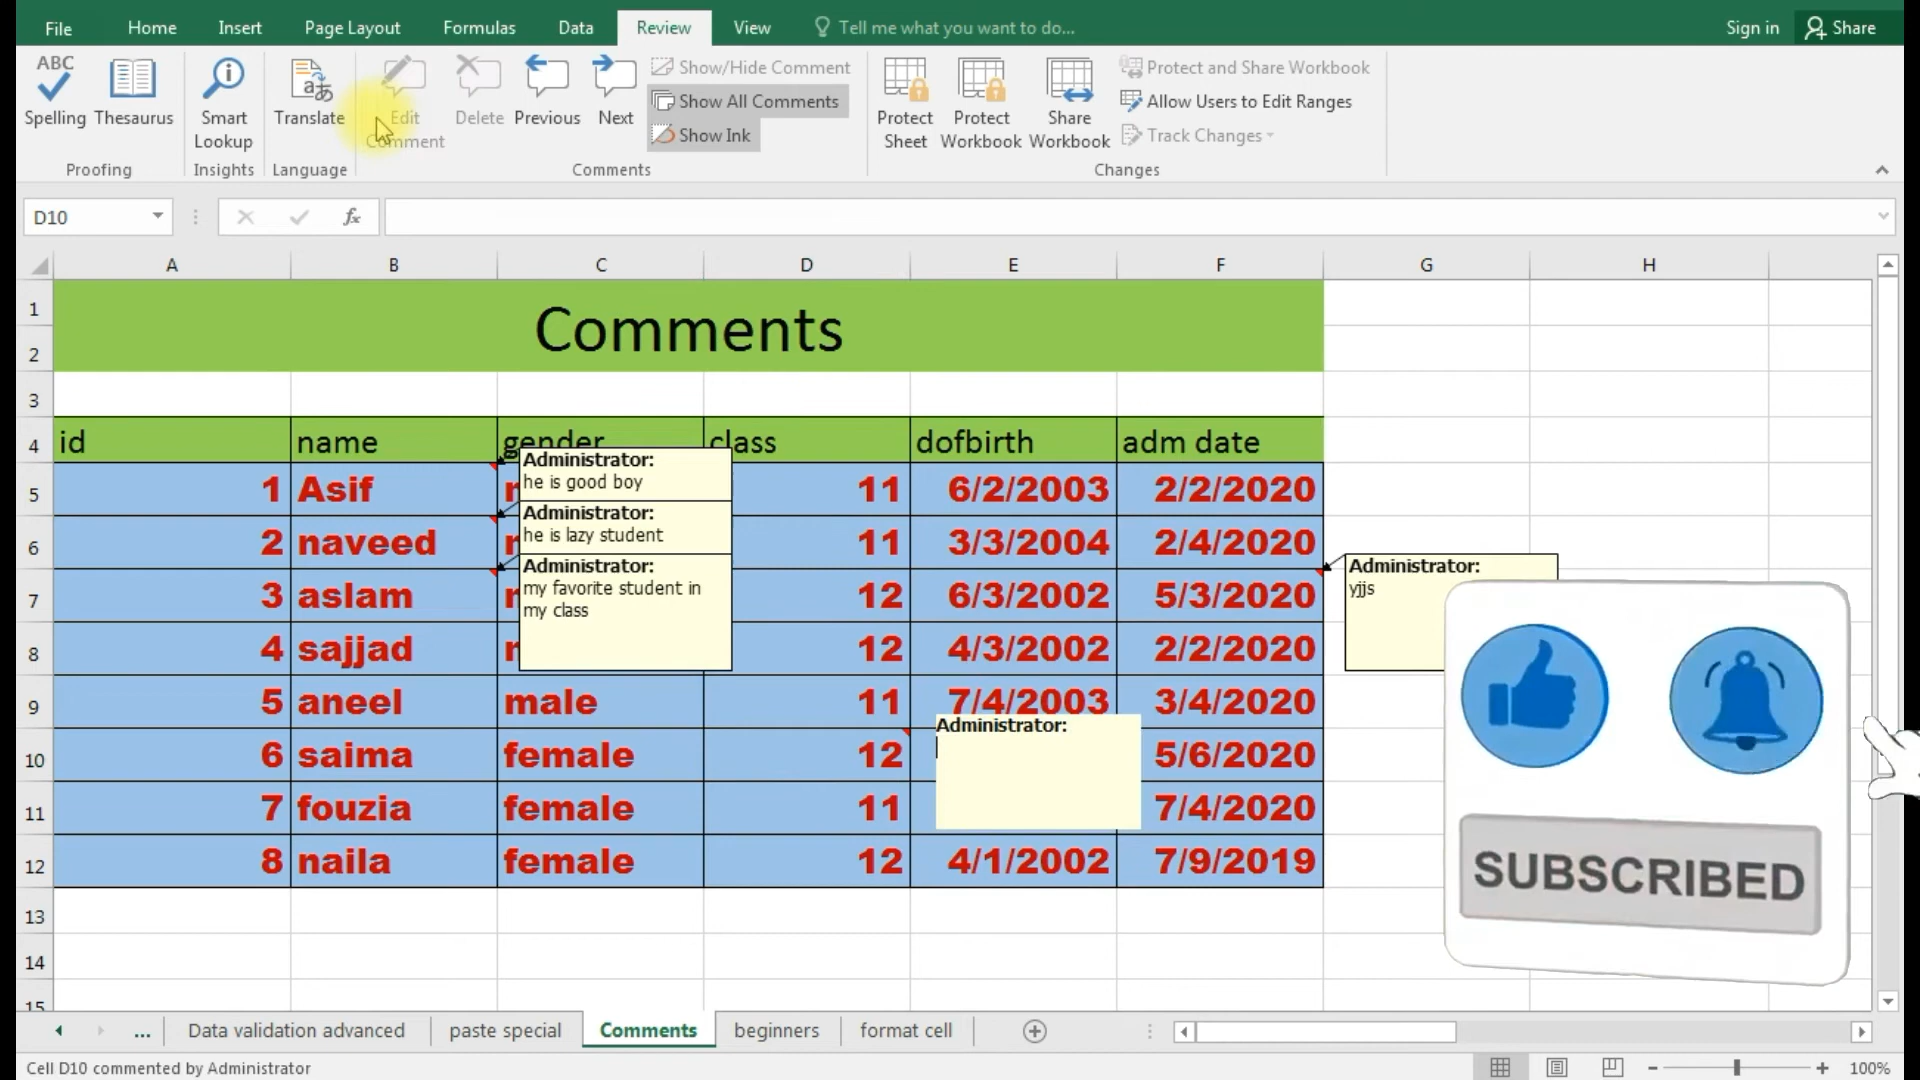 File Home Insert Page Layout Formulas Data Review View Tell me what you want to do... Sign in Share
ABC
Spelling Thesaurus Smart Lookup Translate Edit Comment Delete Previous Next
Show/Hide Comment
Show All Comments
Show Ink
Protect Sheet Protect Workbook Share Workbook
Protect and Share Workbook
Allow Users to Edit Ranges
Track Changes
Proofing Insights Language Comments Changes
D10 fx
A B C D E F G H
1 Comments
2
3
4 id name gender class dofbirth adm date
5 1 Asif 11 6/2/2003 2/2/2020
Administrator:
he is good boy
6 2 naveed 11 3/3/2004 2/4/2020
Administrator:
he is lazy student
7 3 aslam 12 6/3/2002 5/3/2020
Administrator:
my favorite student in
my class
Administrator:
yjjs
8 4 sajjad 12 4/3/2002 2/2/2020
9 5 aneel male 11 7/4/2003 3/4/2020
Administrator:
10 6 saima female 12 5/6/2020
11 7 fouzia female 11 7/4/2020
12 8 naila female 12 4/1/2002 7/9/2019
SUBSCRIBED
13
14
15
... Data validation advanced paste special Comments beginners format cell
Cell D10 commented by Administrator 100%